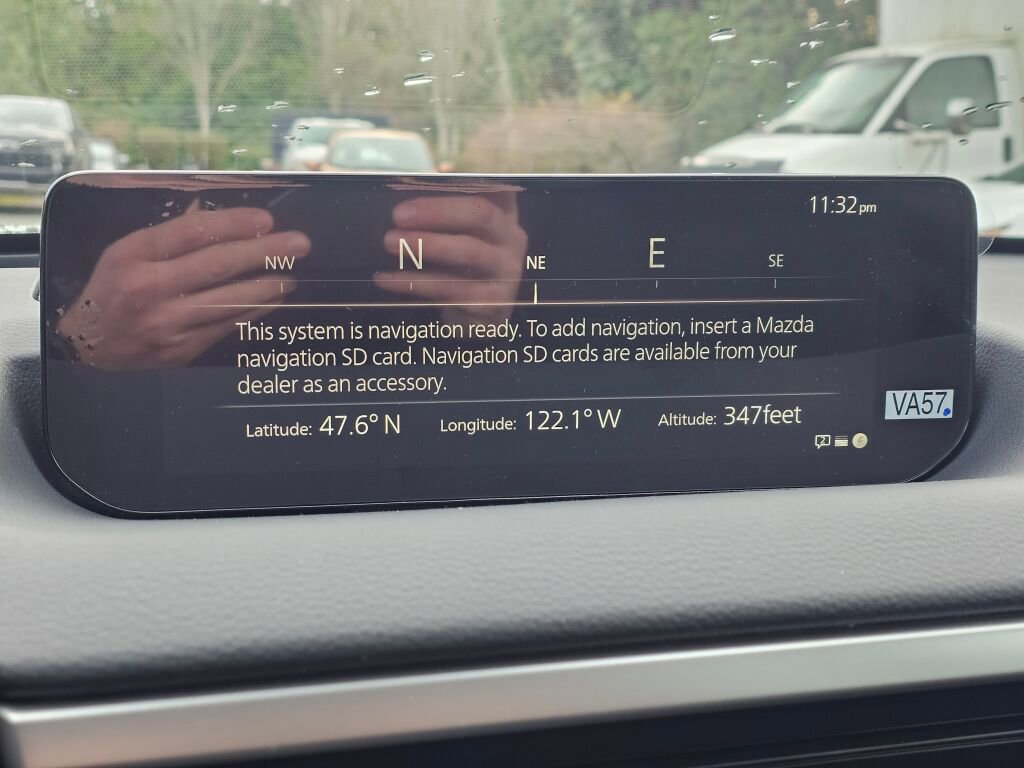 11:32pm
NW N NE E SE
This system is navigation ready. To add navigation, insert a Mazda
navigation SD card. Navigation SD cards are available from your
dealer as an accessory.
VA57
Latitude: 47.6° N Longitude: 122.1° W Altitude: 347feet